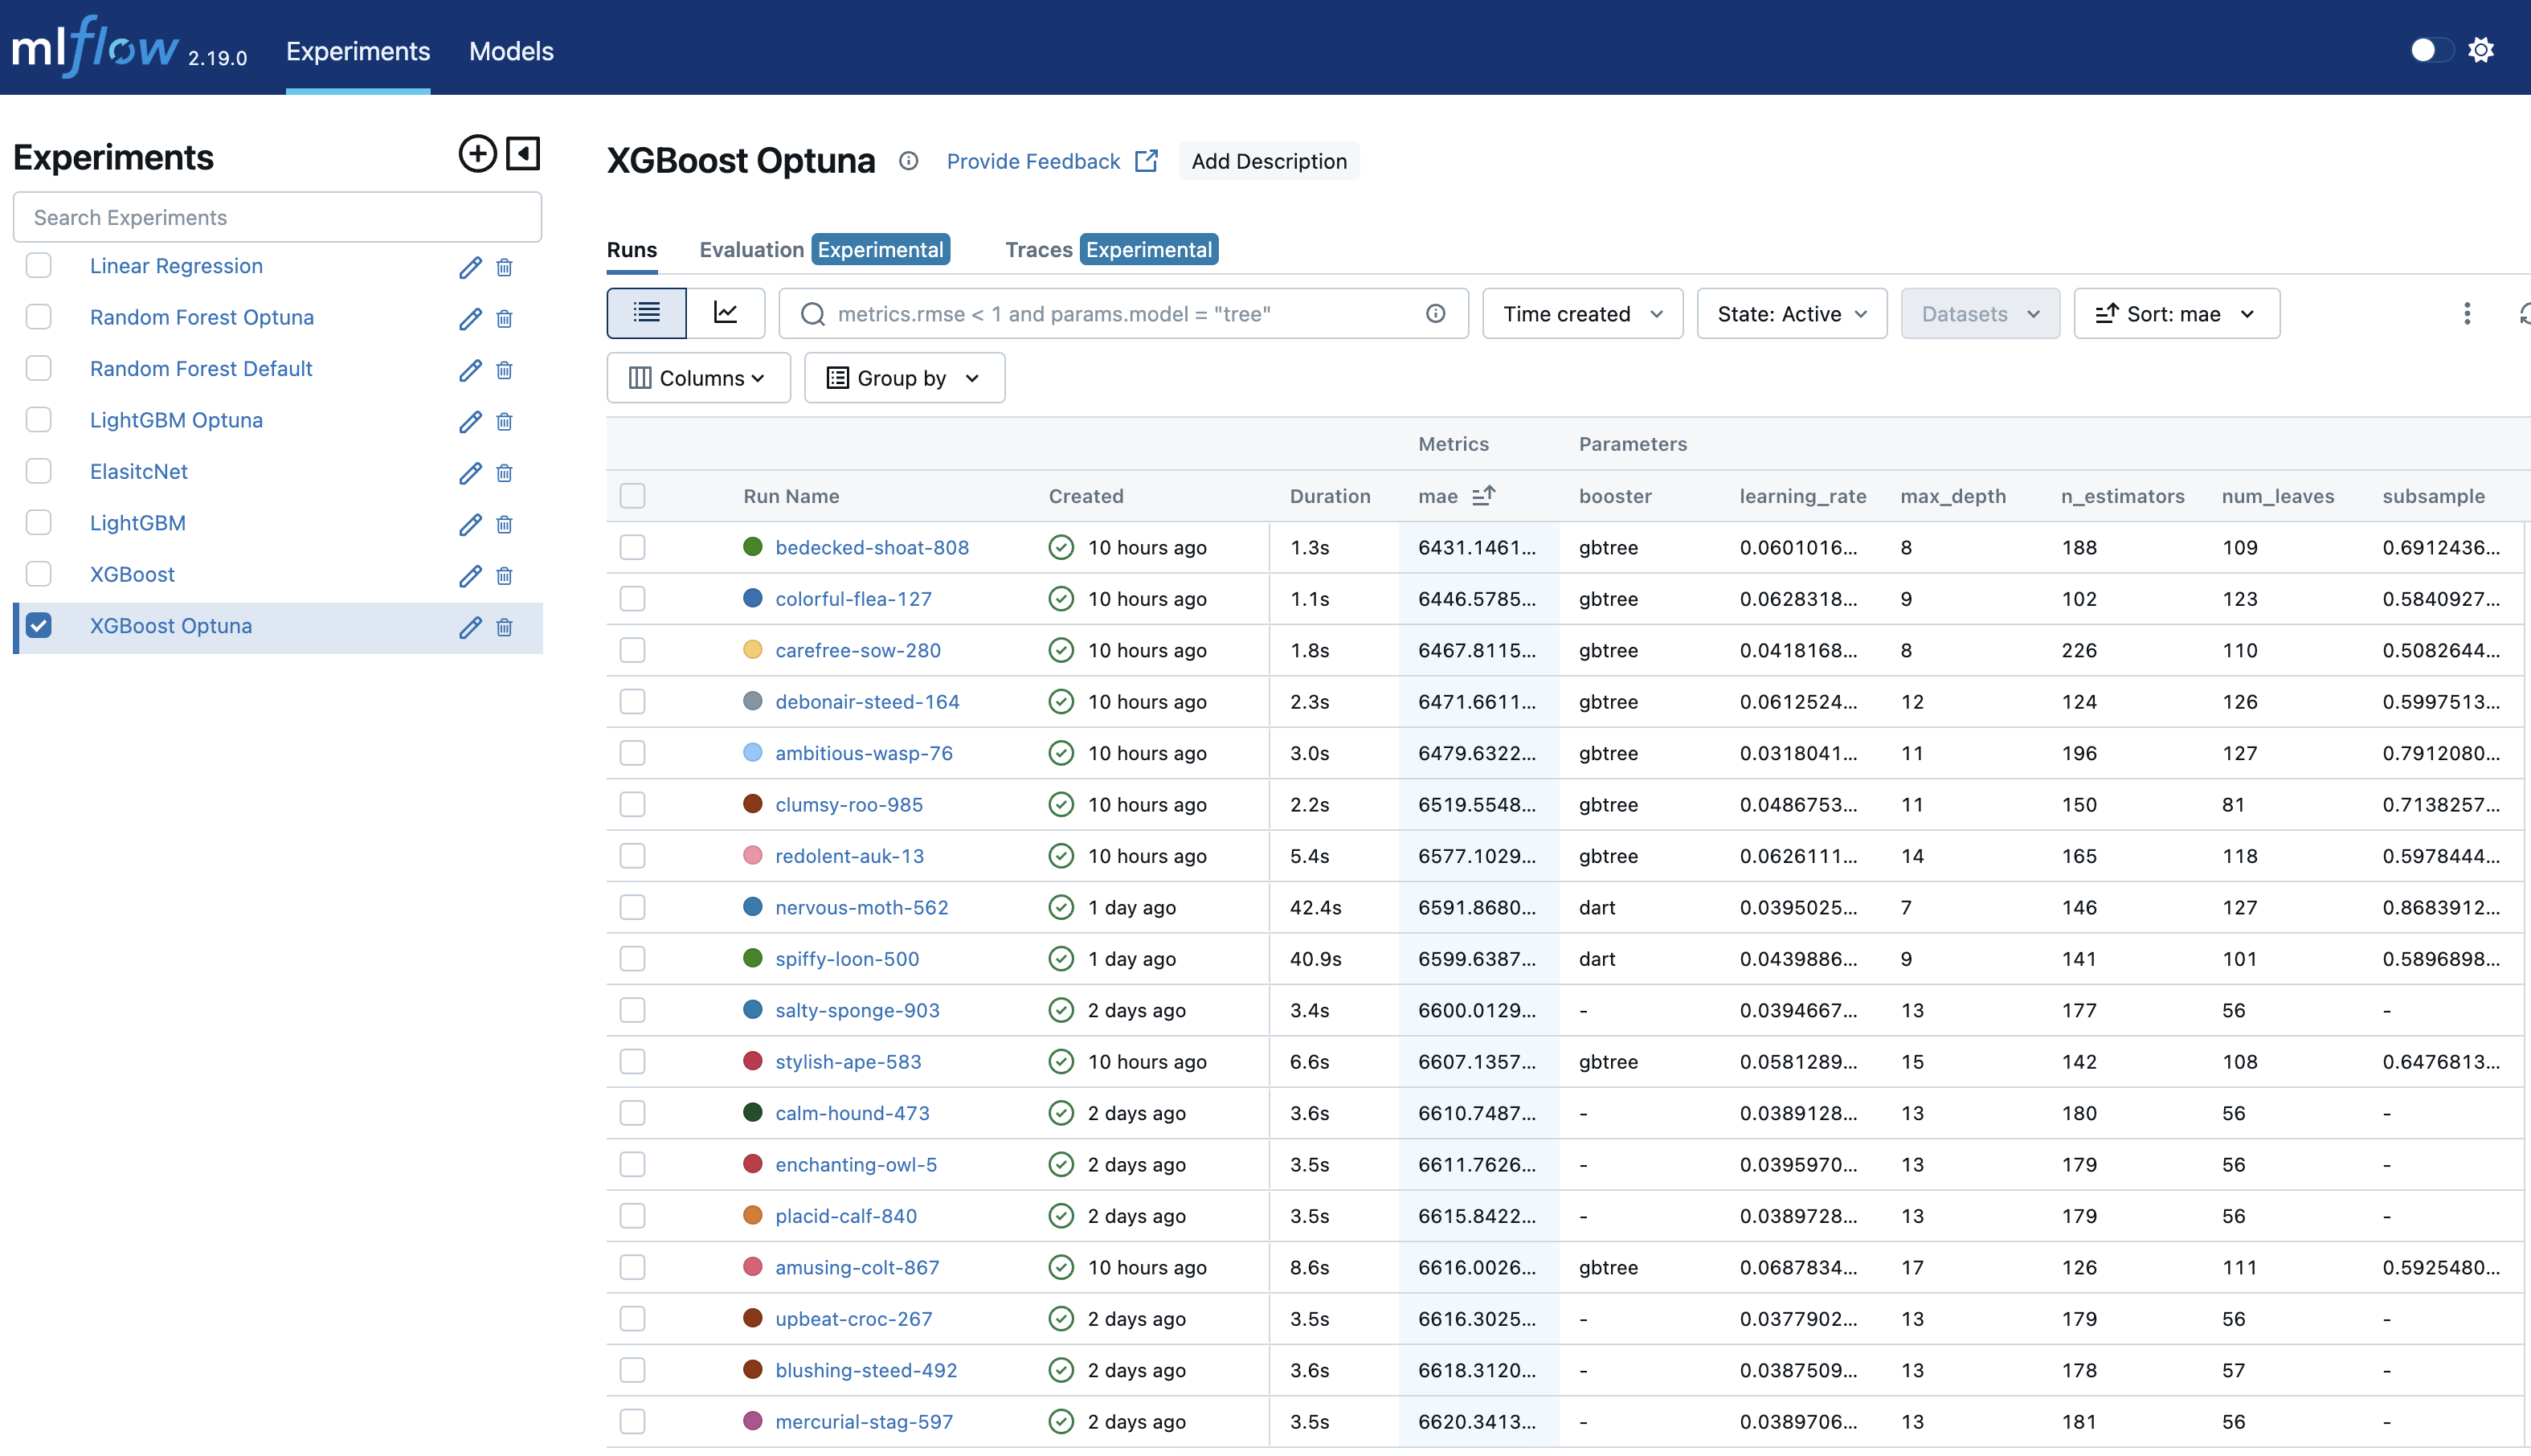 mlflow 2.19.0 Experiments Models
Experiments
Search Experiments
Linear Regression
Random Forest Optuna
Random Forest Default
LightGBM Optuna
ElasitcNet
LightGBM
XGBoost
XGBoost Optuna
XGBoost Optuna Provide Feedback Add Description
Runs Evaluation Experimental Traces Experimental
metrics.rmse < 1 and params.model = "tree" Time created State: Active Datasets Sort: mae
Columns Group by
Metrics Parameters
Run Name Created Duration mae booster learning_rate max_depth n_estimators num_leaves subsample
bedecked-shoat-808 10 hours ago 1.3s 6431.1461... gbtree 0.0601016... 8 188 109 0.6912436...
colorful-flea-127 10 hours ago 1.1s 6446.5785... gbtree 0.0628318... 9 102 123 0.5840927...
carefree-sow-280 10 hours ago 1.8s 6467.8115... gbtree 0.0418168... 8 226 110 0.5082644...
debonair-steed-164 10 hours ago 2.3s 6471.6611... gbtree 0.0612524... 12 124 126 0.5997513...
ambitious-wasp-76 10 hours ago 3.0s 6479.6322... gbtree 0.0318041... 11 196 127 0.7912080...
clumsy-roo-985 10 hours ago 2.2s 6519.5548... gbtree 0.0486753... 11 150 81 0.7138257...
redolent-auk-13 10 hours ago 5.4s 6577.1029... gbtree 0.0626111... 14 165 118 0.5978444...
nervous-moth-562 1 day ago 42.4s 6591.8680... dart 0.0395025... 7 146 127 0.8683912...
spiffy-loon-500 1 day ago 40.9s 6599.6387... dart 0.0439886... 9 141 101 0.5896898...
salty-sponge-903 2 days ago 3.4s 6600.0129... - 0.0394667... 13 177 56 -
stylish-ape-583 10 hours ago 6.6s 6607.1357... gbtree 0.0581289... 15 142 108 0.6476813...
calm-hound-473 2 days ago 3.6s 6610.7487... - 0.0389128... 13 180 56 -
enchanting-owl-5 2 days ago 3.5s 6611.7626... - 0.0395970... 13 179 56 -
placid-calf-840 2 days ago 3.5s 6615.8422... - 0.0389728... 13 179 56 -
amusing-colt-867 10 hours ago 8.6s 6616.0026... gbtree 0.0687834... 17 126 111 0.5925480...
upbeat-croc-267 2 days ago 3.5s 6616.3025... - 0.0377902... 13 179 56 -
blushing-steed-492 2 days ago 3.6s 6618.3120... - 0.0387509... 13 178 57 -
mercurial-stag-597 2 days ago 3.5s 6620.3413... - 0.0389706... 13 181 56 -